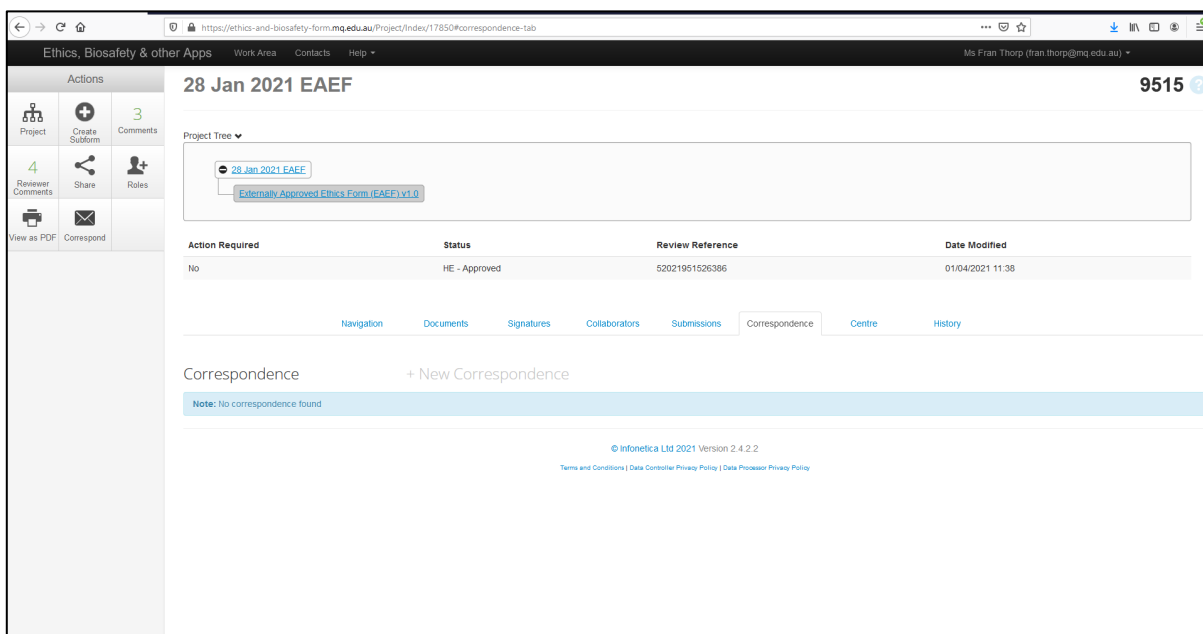 https://ethics-and-biosafety-form.mq.edu.au/Project/Index/17850#correspondence-tab
Ethics, Biosafety & other Apps Work Area Contacts Help Ms Fran Thorp (fran.thorp@mq.edu.au)
Actions
28 Jan 2021 EAEF 9515 ?
Project
Create Subform
3 Comments
4 Reviewer Comments
Share
Roles
View as PDF
Correspond
Project Tree
28 Jan 2021 EAEF
Externally Approved Ethics Form (EAEF) v1.0
Action Required Status Review Reference Date Modified
No HE - Approved 52021951526386 01/04/2021 11:38
Navigation Documents Signatures Collaborators Submissions Correspondence Centre History
Correspondence + New Correspondence
Note: No correspondence found
© Infonetica Ltd 2021 Version 2.4.2.2
Terms and Conditions | Data Controller Privacy Policy | Data Processor Privacy Policy